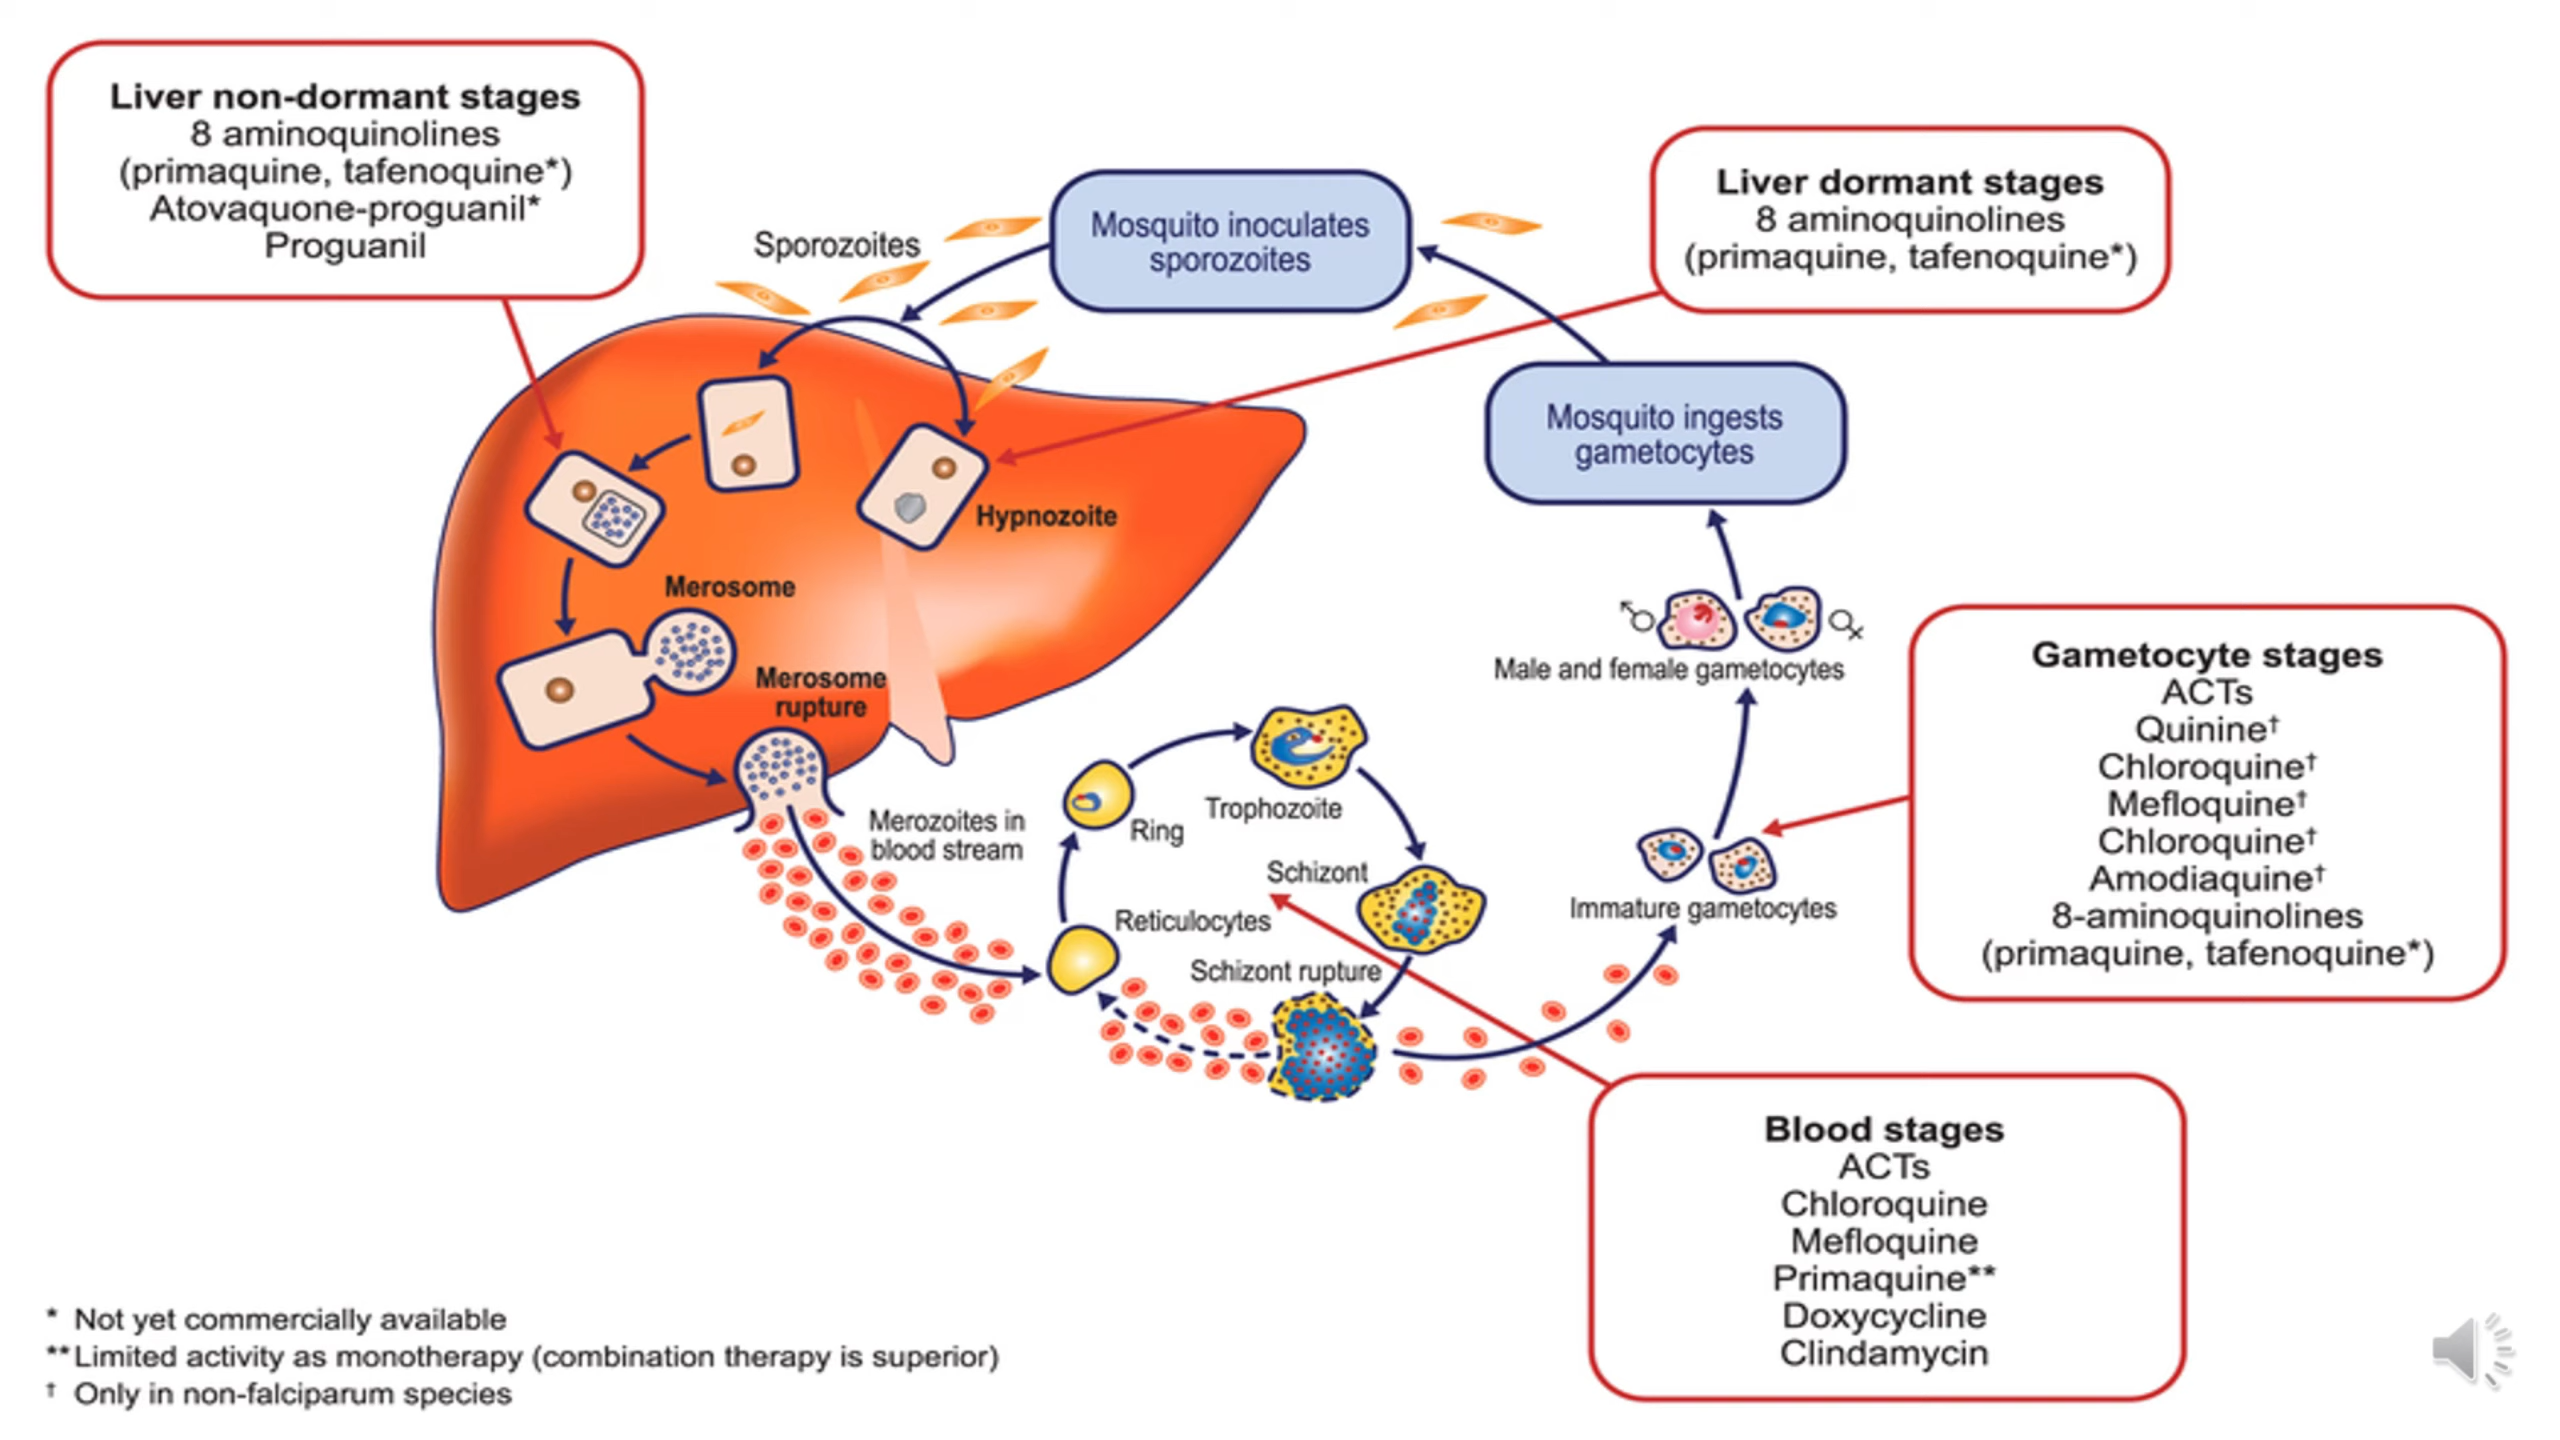 Liver non-dormant stages
8 aminoquinolines
(primaquine, tafenoquine*)
Atovaquone-proguanil*
Proguanil
Liver dormant stages
8 aminoquinolines
(primaquine, tafenoquine*)
Mosquito inoculates
sporozoites
Sporozoites
Mosquito ingests
gametocytes
Hypnozoite
Merosome
Merosome
rupture
♂
♀
Male and female gametocytes
Gametocyte stages
ACTs
Quinine†
Chloroquine†
Mefloquine†
Chloroquine†
Amodiaquine†
8-aminoquinolines
(primaquine, tafenoquine*)
Merozoites in
blood stream
Ring
Trophozoite
Schizont
Reticulocytes
Schizont rupture
Immature gametocytes
Blood stages
ACTs
Chloroquine
Mefloquine
Primaquine**
Doxycycline
Clindamycin
* Not yet commercially available
** Limited activity as monotherapy (combination therapy is superior)
† Only in non-falciparum species